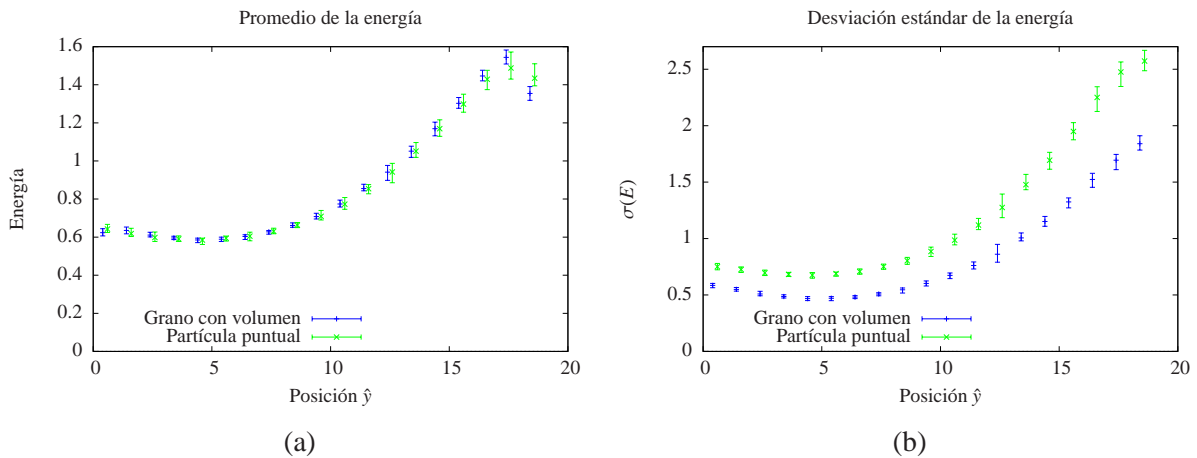 Promedio de la energía
Energía
1.6
1.4
1.2
1
0.8
0.6
0.4
0.2
0
0 5 10 15 20
Grano con volumen
Partícula puntual
Posición ŷ
(a)
Desviación estándar de la energía
σ(E)
2.5
2
1.5
1
0.5
0
0 5 10 15 20
Grano con volumen
Partícula puntual
Posición ŷ
(b)